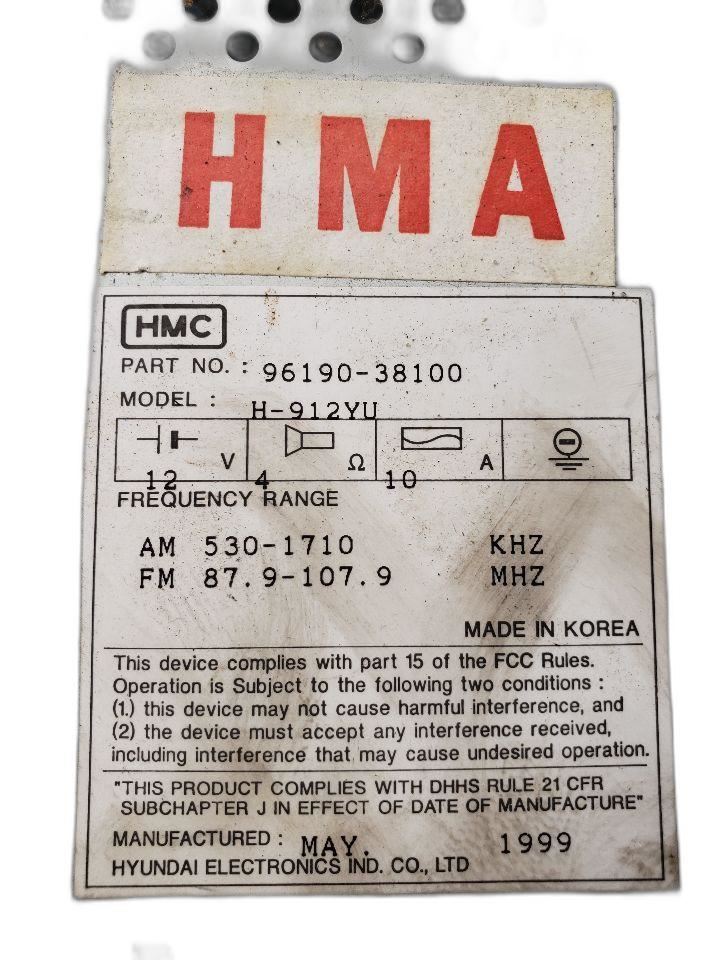 HMA
HMC
PART NO. : 96190-38100
MODEL : H-912YU
12 V 4 Ω 10 A
FREQUENCY RANGE
AM 530-1710 KHZ
FM 87.9-107.9 MHZ
MADE IN KOREA
This device complies with part 15 of the FCC Rules.
Operation is Subject to the following two conditions :
(1.) this device may not cause harmful interference, and
(2) the device must accept any interference received,
including interference that may cause undesired operation.
"THIS PRODUCT COMPLIES WITH DHHS RULE 21 CFR
SUBCHAPTER J IN EFFECT OF DATE OF MANUFACTURE"
MANUFACTURED : MAY. 1999
HYUNDAI ELECTRONICS IND. CO., LTD